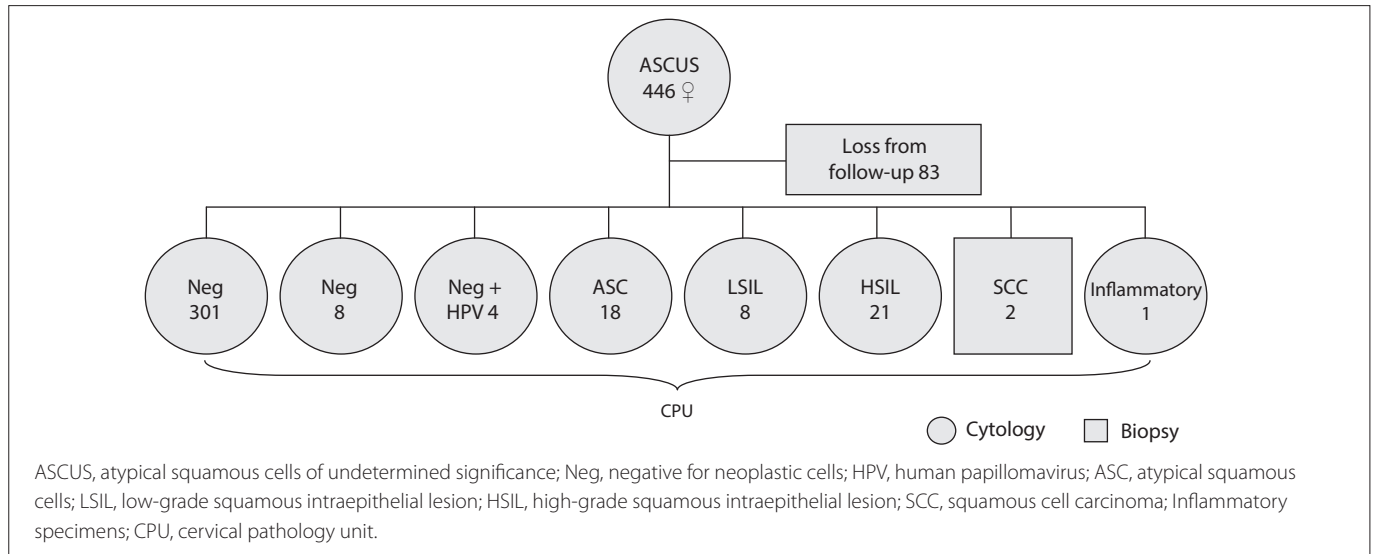 ASCUS
446 ♀
Loss from
follow-up 83
Neg
301
Neg
8
Neg +
HPV 4
ASC
18
LSIL
8
HSIL
21
SCC
2
Inflammatory
1
CPU
Cytology
Biopsy
ASCUS, atypical squamous cells of undetermined significance; Neg, negative for neoplastic cells; HPV, human papillomavirus; ASC, atypical squamous
cells; LSIL, low-grade squamous intraepithelial lesion; HSIL, high-grade squamous intraepithelial lesion; SCC, squamous cell carcinoma; Inflammatory
specimens; CPU, cervical pathology unit.